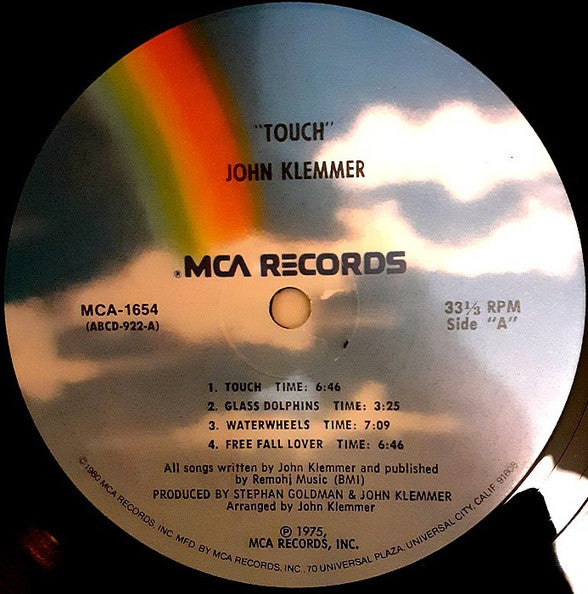 "TOUCH"
JOHN KLEMMER
®MCA RECORDS
MCA-1654
(ABCD-922-A)
33⅓ RPM
Side "A"
1. TOUCH TIME: 6:46
2. GLASS DOLPHINS TIME: 3:25
3. WATERWHEELS TIME: 7:09
4. FREE FALL LOVER TIME: 6:46
All songs written by John Klemmer and published
by Remohj Music (BMI)
PRODUCED BY STEPHAN GOLDMAN & JOHN KLEMMER
Arranged by John Klemmer
℗ 1975,
MCA RECORDS, INC.
©1980 MCA RECORDS, INC. MFD. BY MCA RECORDS, INC., 70 UNIVERSAL PLAZA, UNIVERSAL CITY, CALIF. 91608